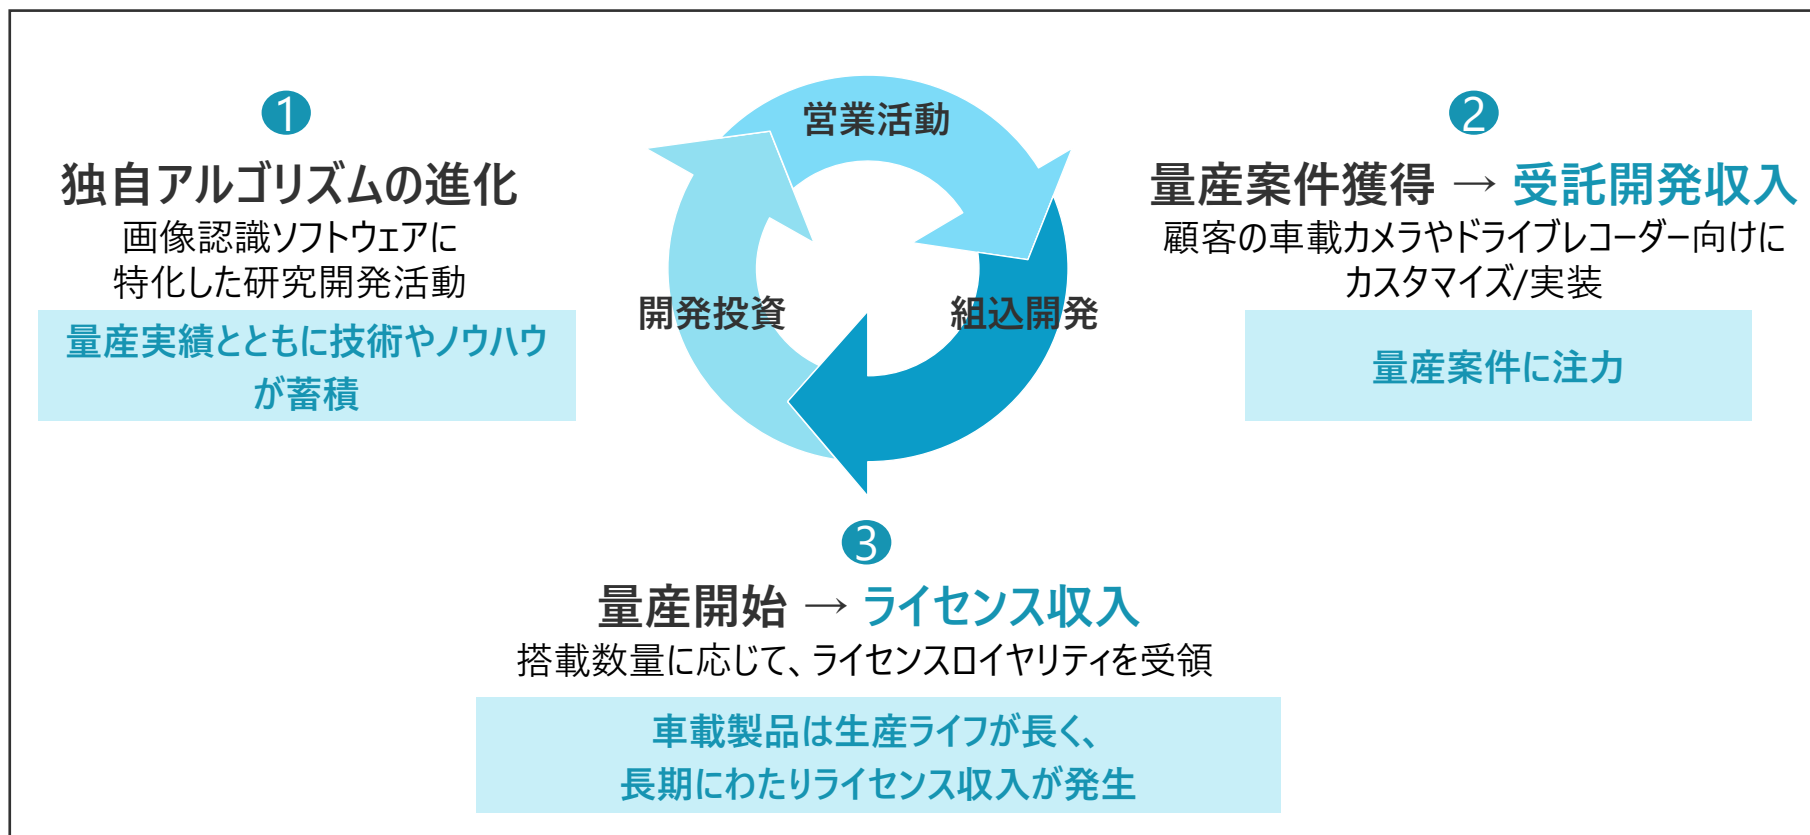 1
独自アルゴリズムの進化
画像認識ソフトウェアに
特化した研究開発活動
量産実績とともに技術やノウハウ
が蓄積
営業活動
開発投資
組込開発
2
量産案件獲得 → 受託開発収入
顧客の車載カメラやドライブレコーダー向けに
カスタマイズ/実装
量産案件に注力
3
量産開始 → ライセンス収入
搭載数量に応じて、ライセンスロイヤリティを受領
車載製品は生産ライフが長く、
長期にわたりライセンス収入が発生